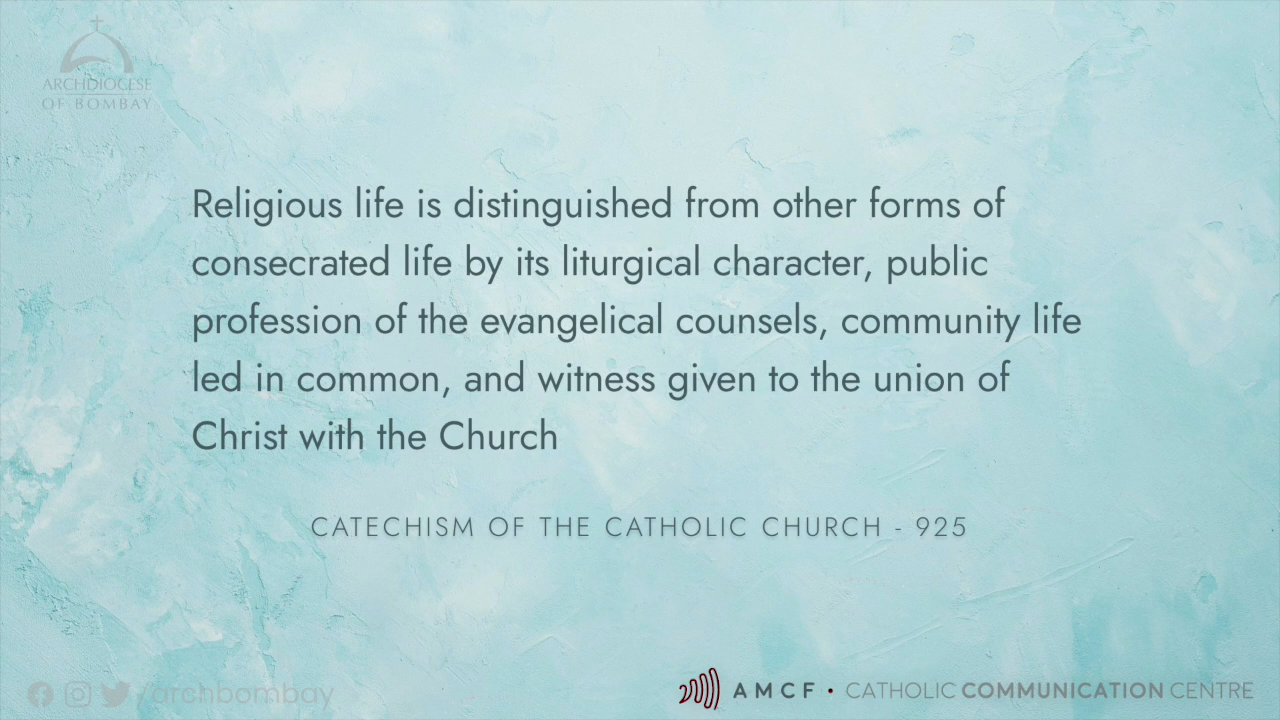 ARCHDIOCESE
OF BOMBAY
Religious life is distinguished from other forms of
consecrated life by its liturgical character, public
profession of the evangelical counsels, community life
led in common, and witness given to the union of
Christ with the Church
CATECHISM OF THE CATHOLIC CHURCH - 925
/archbombay
AMCF • CATHOLIC COMMUNICATION CENTRE